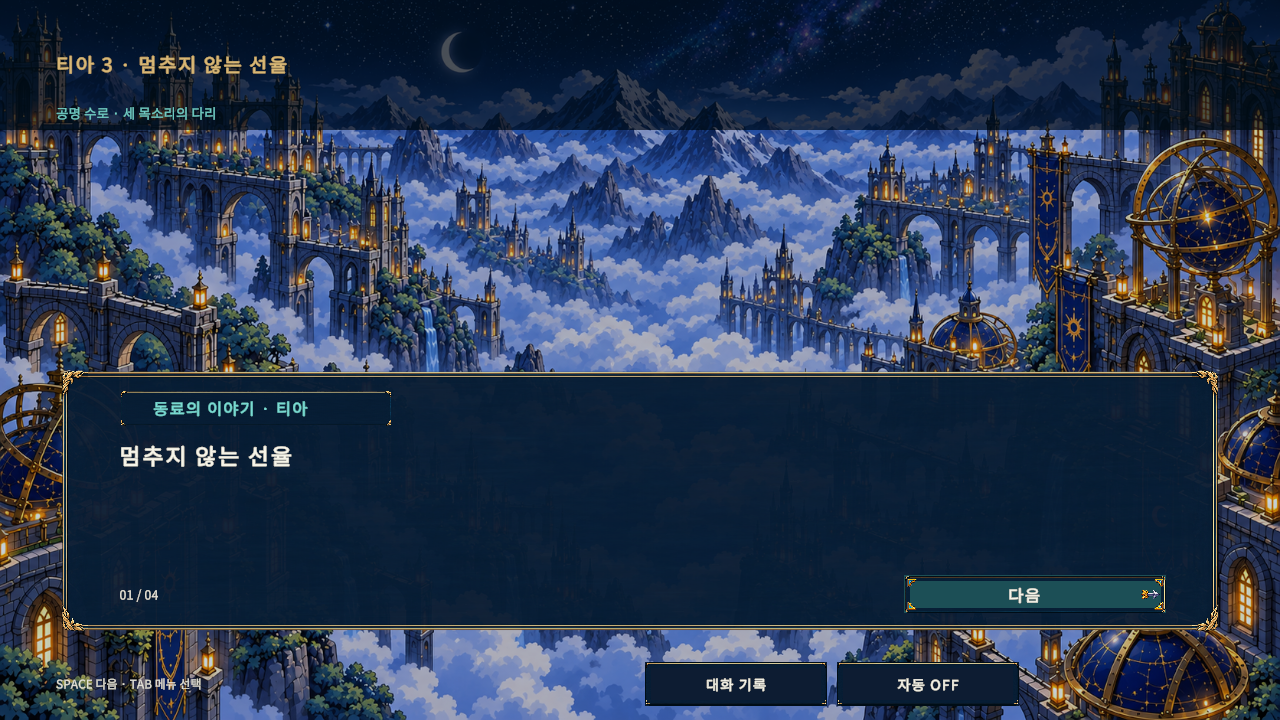 티아 3 · 멈추지 않는 선율
공명 수로 · 세 목소리의 다리
동료의 이야기 · 티아
멈추지 않는 선율
01 / 04
다음
SPACE 다음 · TAB 메뉴 선택
대화 기록
자동 OFF